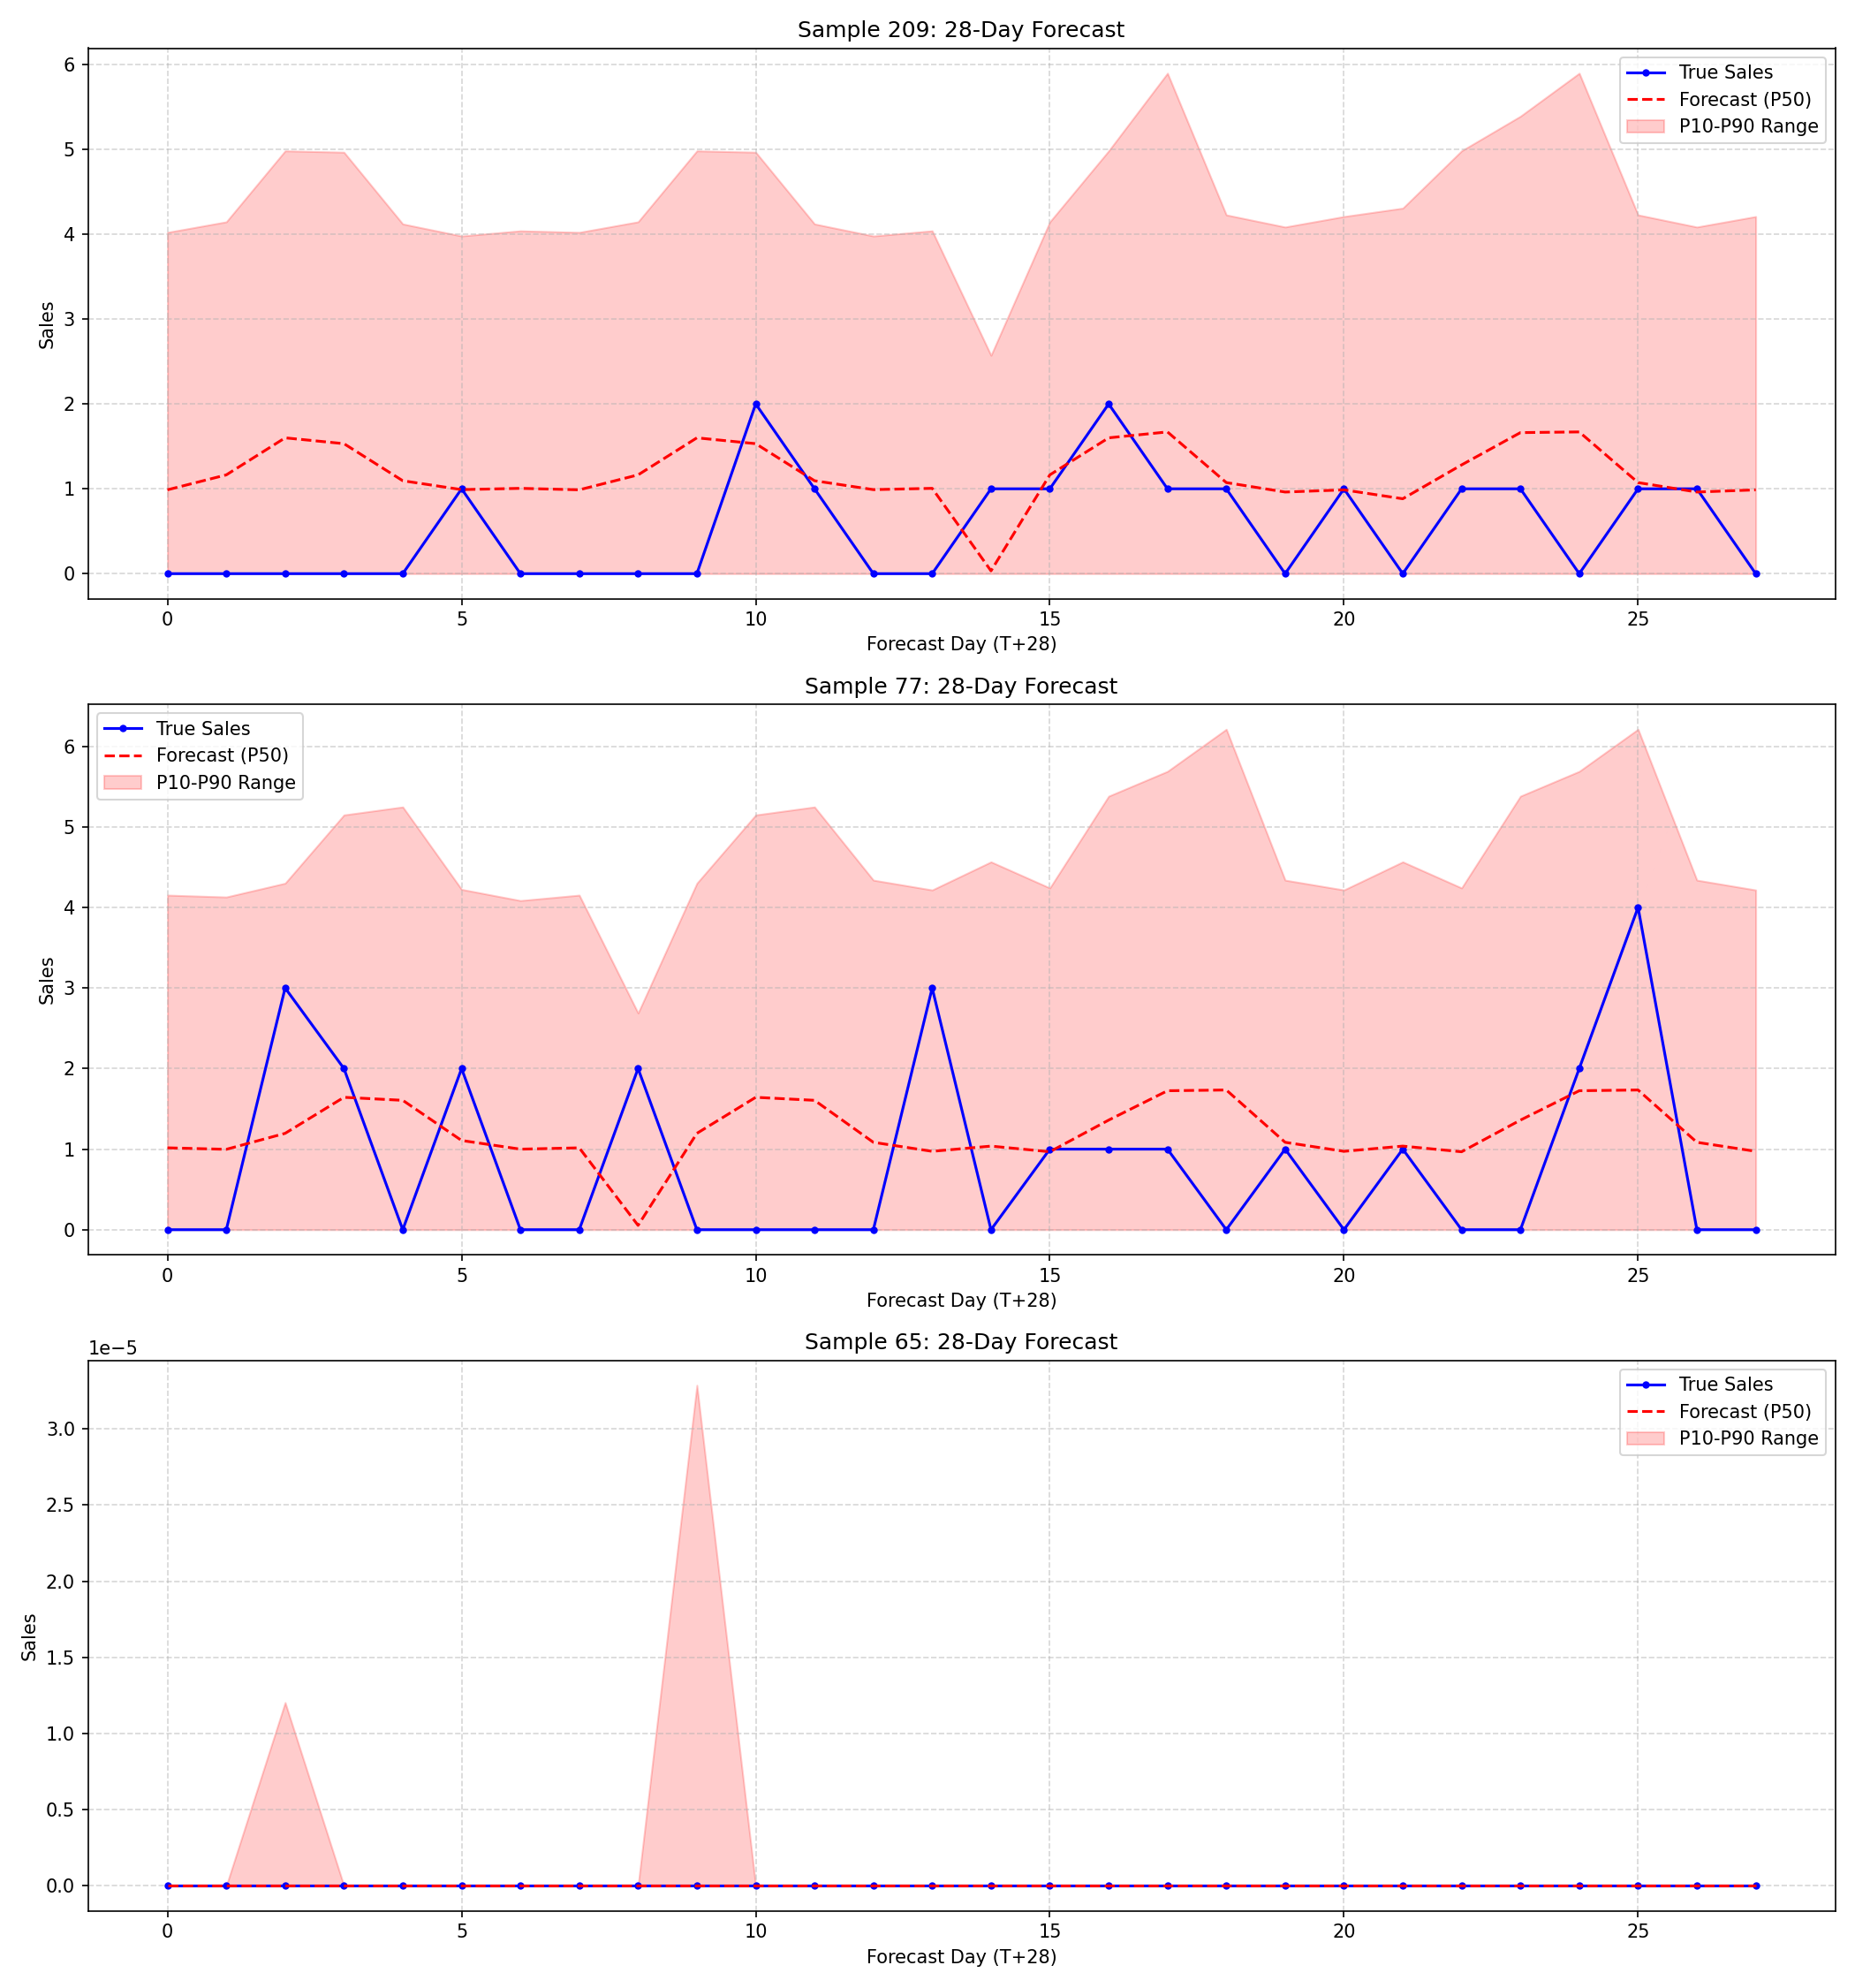 Sample 209: 28-Day Forecast
True Sales
Forecast (P50)
P10-P90 Range
6
5
4
3
2
1
0
Sales
0 5 10 15 20 25
Forecast Day (T+28)
Sample 77: 28-Day Forecast
True Sales
Forecast (P50)
P10-P90 Range
6
5
4
3
2
1
0
Sales
0 5 10 15 20 25
Forecast Day (T+28)
Sample 65: 28-Day Forecast
1e−5
True Sales
Forecast (P50)
P10-P90 Range
3.0
2.5
2.0
1.5
1.0
0.5
0.0
Sales
0 5 10 15 20 25
Forecast Day (T+28)